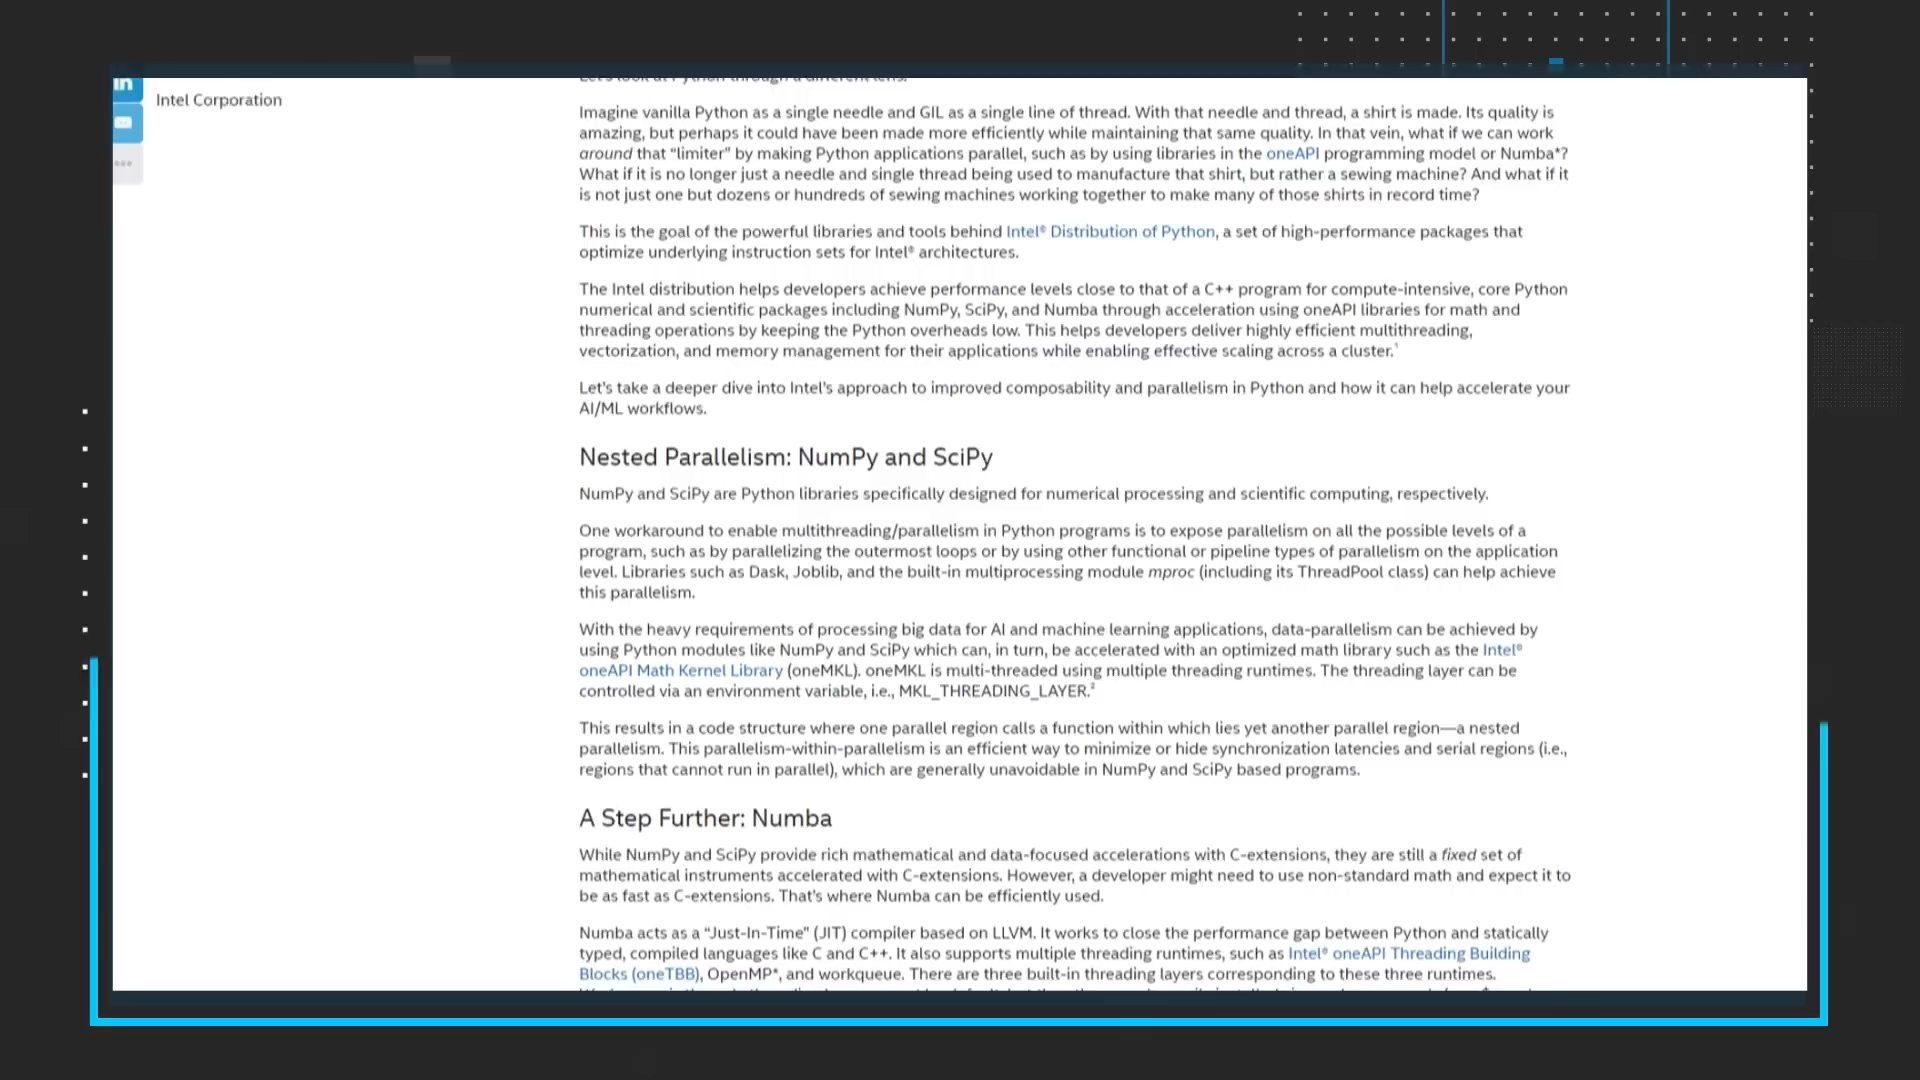 in
Intel Corporation
Let's look at Python through a different lens.
Imagine vanilla Python as a single needle and GIL as a single line of thread. With that needle and thread, a shirt is made. Its quality is
amazing, but perhaps it could have been made more efficiently while maintaining that same quality. In that vein, what if we can work
around that “limiter” by making Python applications parallel, such as by using libraries in the oneAPI programming model or Numba*?
What if it is no longer just a needle and single thread being used to manufacture that shirt, but rather a sewing machine? And what if it
is not just one but dozens or hundreds of sewing machines working together to make many of those shirts in record time?
This is the goal of the powerful libraries and tools behind Intel® Distribution of Python, a set of high-performance packages that
optimize underlying instruction sets for Intel® architectures.
The Intel distribution helps developers achieve performance levels close to that of a C++ program for compute-intensive, core Python
numerical and scientific packages including NumPy, SciPy, and Numba through acceleration using oneAPI libraries for math and
threading operations by keeping the Python overheads low. This helps developers deliver highly efficient multithreading,
vectorization, and memory management for their applications while enabling effective scaling across a cluster.¹
Let's take a deeper dive into Intel's approach to improved composability and parallelism in Python and how it can help accelerate your
AI/ML workflows.
Nested Parallelism: NumPy and SciPy
NumPy and SciPy are Python libraries specifically designed for numerical processing and scientific computing, respectively.
One workaround to enable multithreading/parallelism in Python programs is to expose parallelism on all the possible levels of a
program, such as by parallelizing the outermost loops or by using other functional or pipeline types of parallelism on the application
level. Libraries such as Dask, Joblib, and the built-in multiprocessing module mproc (including its ThreadPool class) can help achieve
this parallelism.
With the heavy requirements of processing big data for AI and machine learning applications, data-parallelism can be achieved by
using Python modules like NumPy and SciPy which can, in turn, be accelerated with an optimized math library such as the Intel®
oneAPI Math Kernel Library (oneMKL). oneMKL is multi-threaded using multiple threading runtimes. The threading layer can be
controlled via an environment variable, i.e., MKL_THREADING_LAYER.²
This results in a code structure where one parallel region calls a function within which lies yet another parallel region—a nested
parallelism. This parallelism-within-parallelism is an efficient way to minimize or hide synchronization latencies and serial regions (i.e.,
regions that cannot run in parallel), which are generally unavoidable in NumPy and SciPy based programs.
A Step Further: Numba
While NumPy and SciPy provide rich mathematical and data-focused accelerations with C-extensions, they are still a fixed set of
mathematical instruments accelerated with C-extensions. However, a developer might need to use non-standard math and expect it to
be as fast as C-extensions. That's where Numba can be efficiently used.
Numba acts as a “Just-In-Time” (JIT) compiler based on LLVM. It works to close the performance gap between Python and statically
typed, compiled languages like C and C++. It also supports multiple threading runtimes, such as Intel® oneAPI Threading Building
Blocks (oneTBB), OpenMP*, and workqueue. There are three built-in threading layers corresponding to these three runtimes.